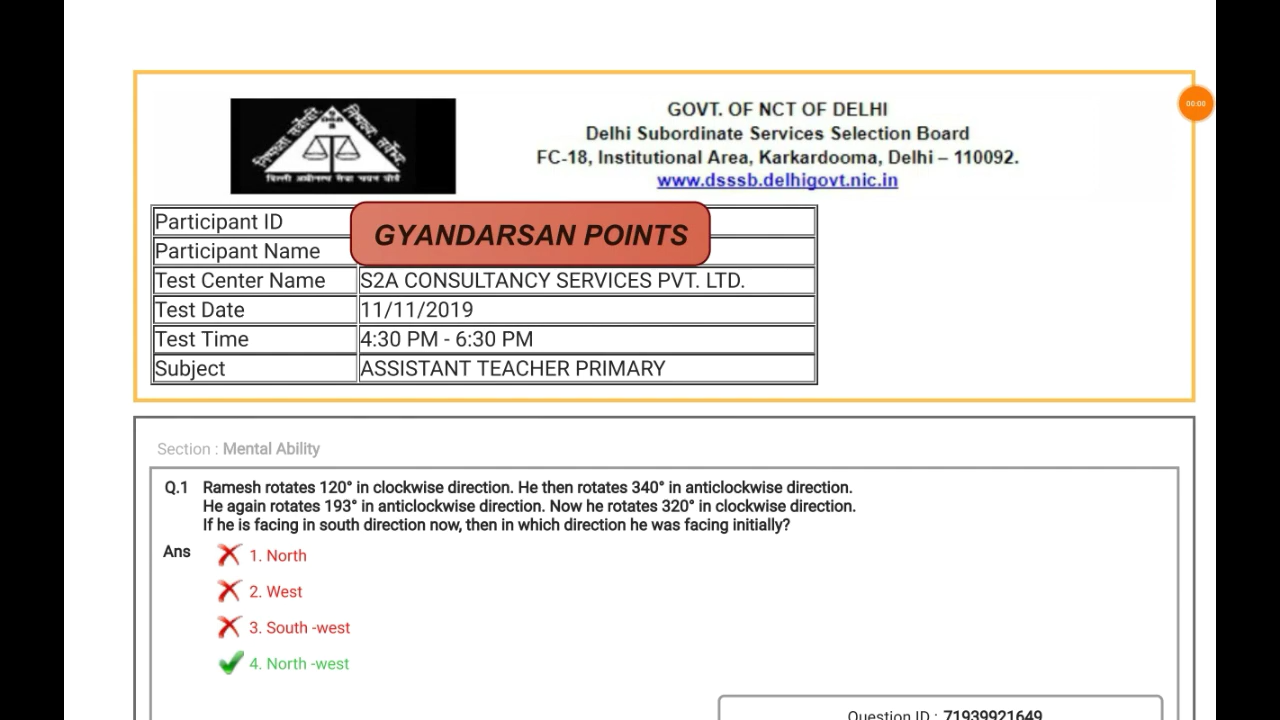 GOVT. OF NCT OF DELHI
Delhi Subordinate Services Selection Board
FC-18, Institutional Area, Karkardooma, Delhi – 110092.
www.dsssb.delhigovt.nic.in
00:00
Participant ID
GYANDARSAN POINTS
Participant Name
Test Center Name S2A CONSULTANCY SERVICES PVT. LTD.
Test Date 11/11/2019
Test Time 4:30 PM - 6:30 PM
Subject ASSISTANT TEACHER PRIMARY
Section : Mental Ability
Q.1 Ramesh rotates 120° in clockwise direction. He then rotates 340° in anticlockwise direction.
He again rotates 193° in anticlockwise direction. Now he rotates 320° in clockwise direction.
If he is facing in south direction now, then in which direction he was facing initially?
Ans
1. North
2. West
3. South -west
4. North -west
Question ID : 71939921649